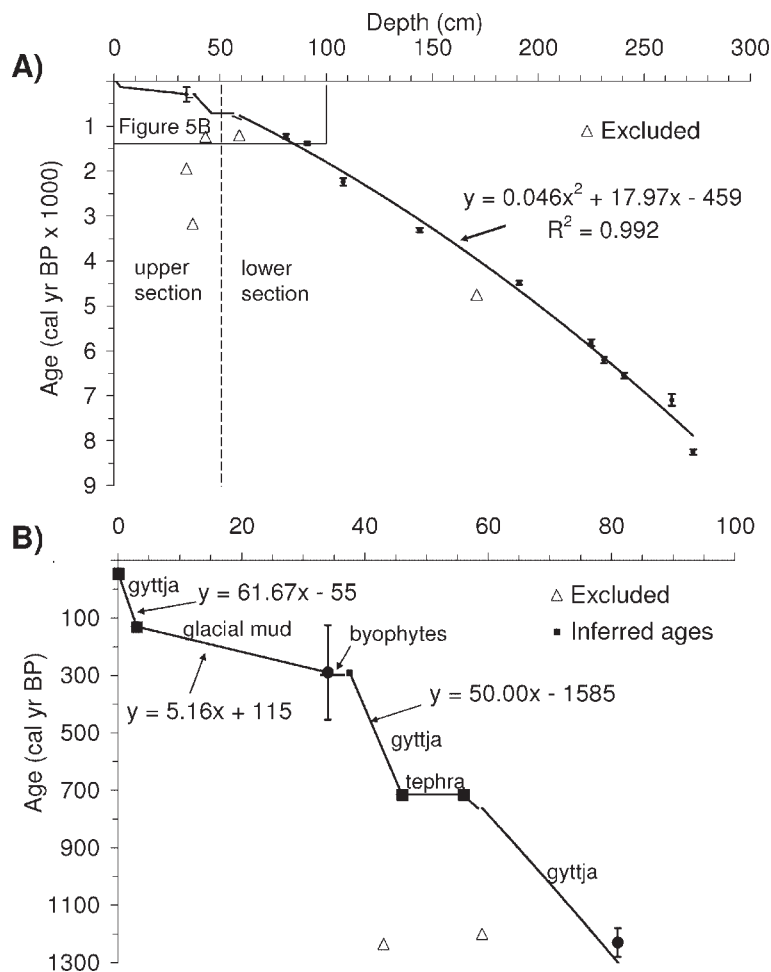 Depth (cm)
A)
0 50 100 150 200 250 300
Age (cal yr BP x 1000)
1
2
3
4
5
6
7
8
9
Figure 5B
△ Excluded
y = 0.046x² + 17.97x - 459
R² = 0.992
upper section
lower section
B)
0 20 40 60 80 100
Age (cal yr BP)
100
300
500
700
900
1100
1300
gyttja
y = 61.67x - 55
glacial mud
byophytes
△ Excluded
▪ Inferred ages
y = 5.16x + 115
y = 50.00x - 1585
gyttja
tephra
gyttja